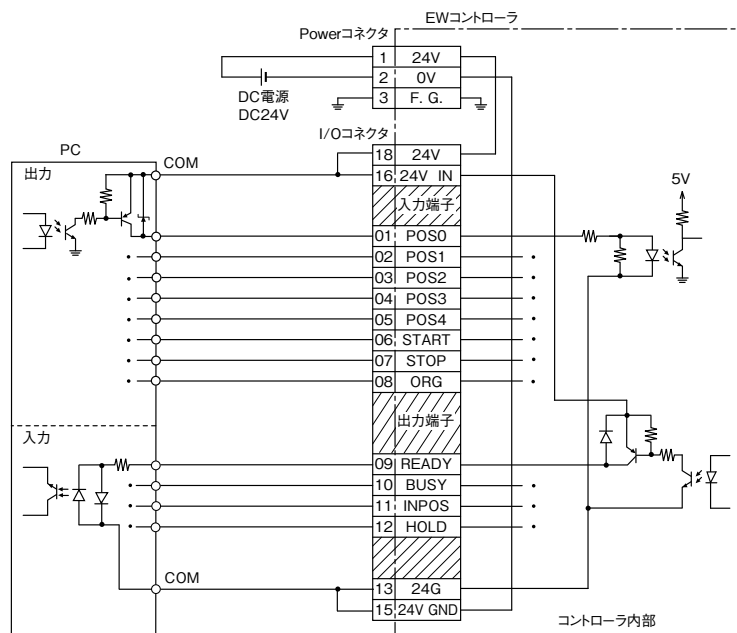 EWコントローラ
Powerコネクタ
1 24V
2 0V
3 F. G.
DC電源
DC24V
I/Oコネクタ
PC
出力
COM
18 24V
16 24V IN
入力端子
5V
01 POS0
02 POS1
03 POS2
04 POS3
05 POS4
06 START
07 STOP
08 ORG
出力端子
入力
09 READY
10 BUSY
11 INPOS
12 HOLD
COM
13 24G
15 24V GND
コントローラ内部